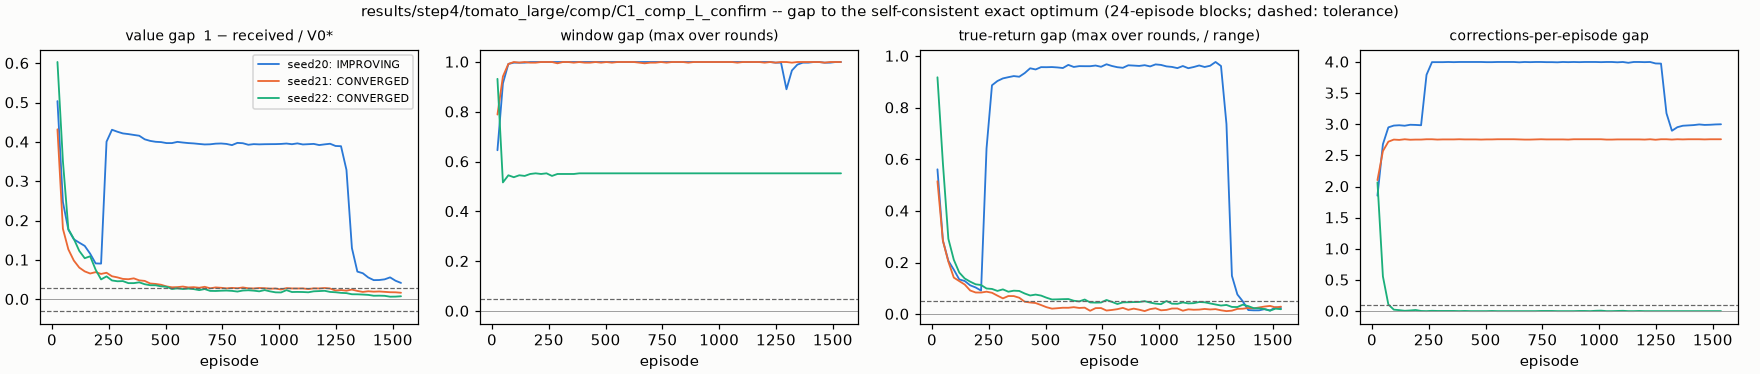 results/step4/tomato_large/comp/C1_comp_L_confirm -- gap to the self-consistent exact optimum (24-episode blocks; dashed: tolerance)
value gap 1 − received / V0*
0.6
0.5
0.4
0.3
0.2
0.1
0.0
0 250 500 750 1000 1250 1500
episode
seed20: IMPROVING
seed21: CONVERGED
seed22: CONVERGED
window gap (max over rounds)
1.0
0.8
0.6
0.4
0.2
0.0
0 250 500 750 1000 1250 1500
episode
true-return gap (max over rounds, / range)
1.0
0.8
0.6
0.4
0.2
0.0
0 250 500 750 1000 1250 1500
episode
corrections-per-episode gap
4.0
3.5
3.0
2.5
2.0
1.5
1.0
0.5
0.0
0 250 500 750 1000 1250 1500
episode